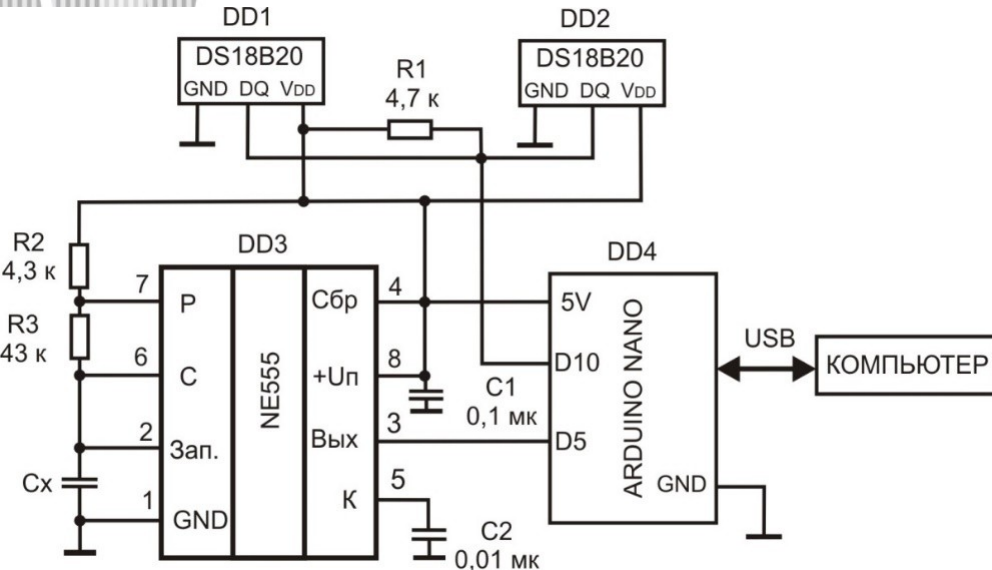 DD1
DS18B20
GND DQ VDD
R1
4,7 к
DD2
DS18B20
GND DQ VDD
R2
4,3 к
R3
43 к
Cx
DD3
NE555
7
P
6
C
2
Зап.
1
GND
Сбр
4
+Uп
8
Вых
3
К
5
C1
0,1 мк
C2
0,01 мк
DD4
ARDUINO NANO
5V
D10
D5
GND
USB
КОМПЬЮТЕР